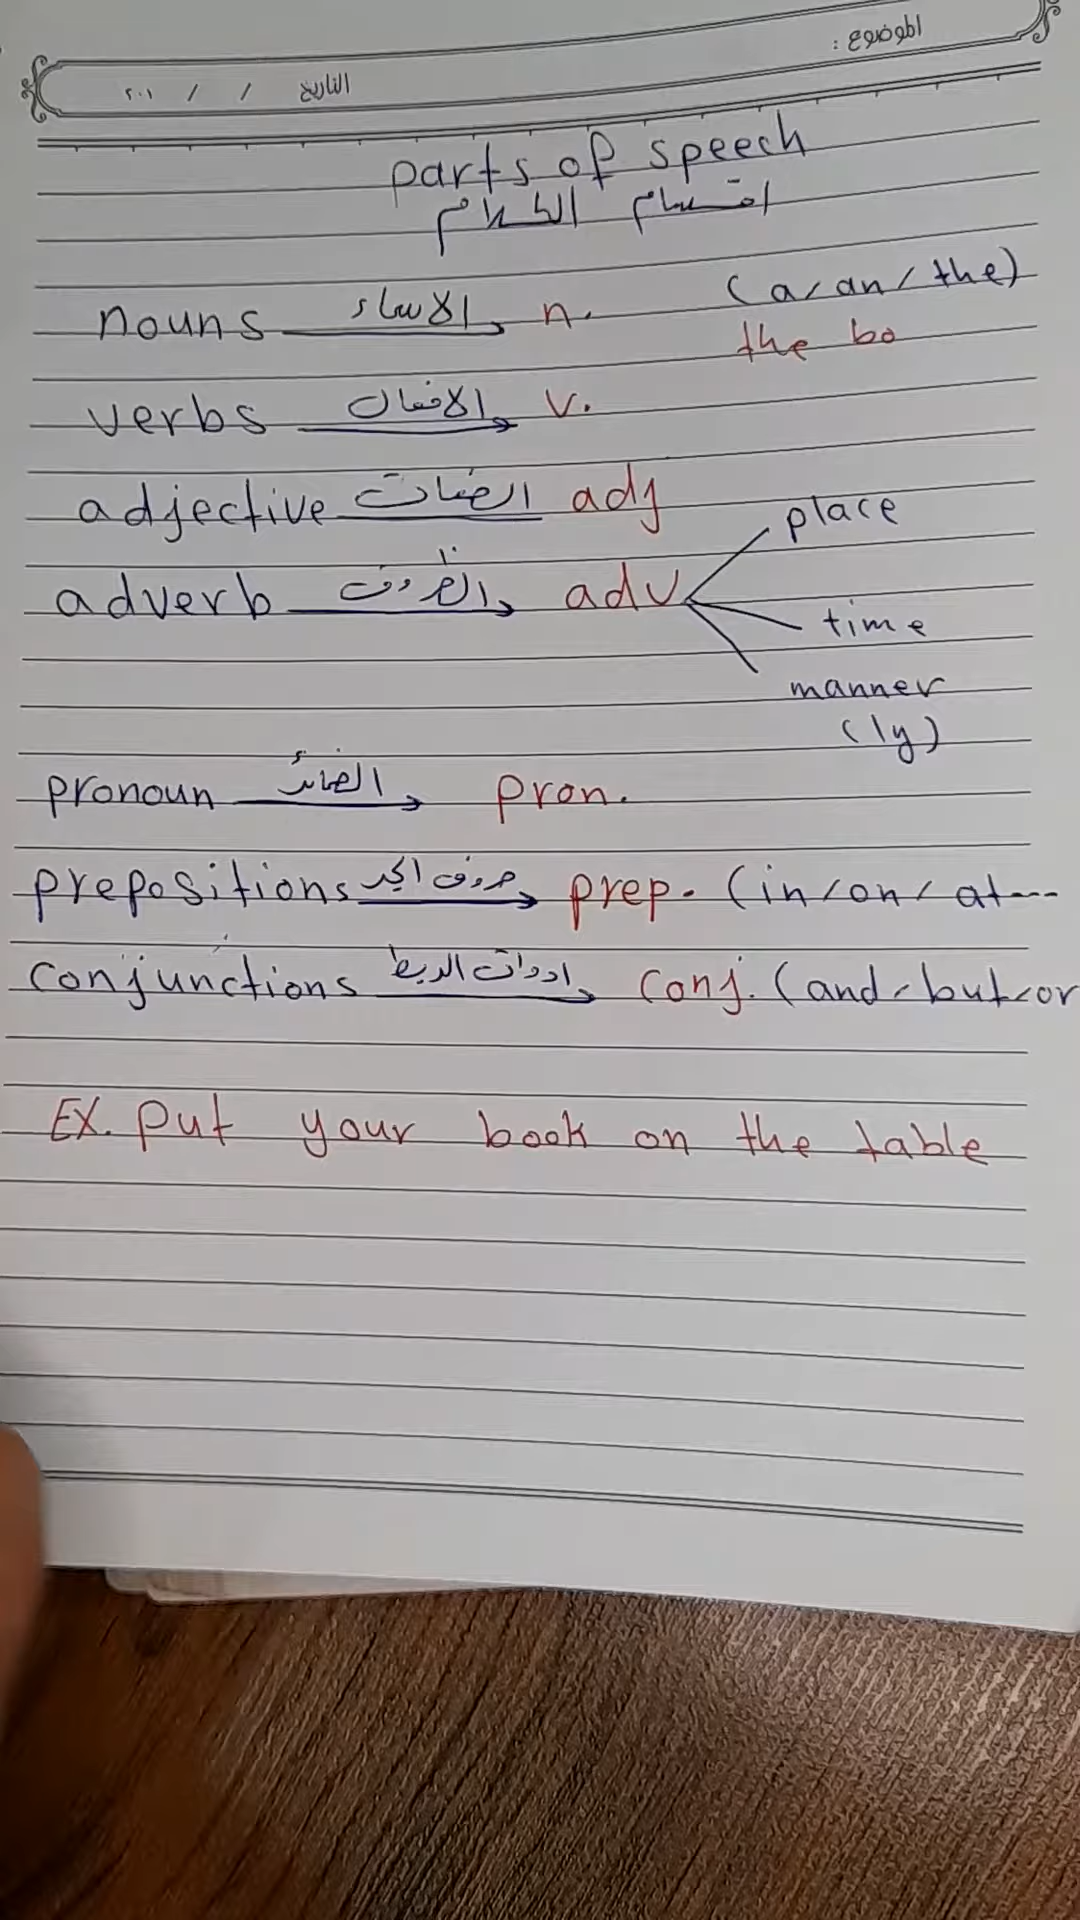 الموضوع :
التاريخ / / ٢٠١
parts of speech
اقسام الكلام
nouns الاسماء n. (a/an/the)
the bo
verbs الافعال v.
adjective الصفات adj
place
adverb الظروف adv
time
manner
(ly)
pronoun الضمائر pron.
prepositions حروف الجر prep. (in/on/at---
conjunctions ادوات الربط conj. (and/but/or
EX. put your book on the table